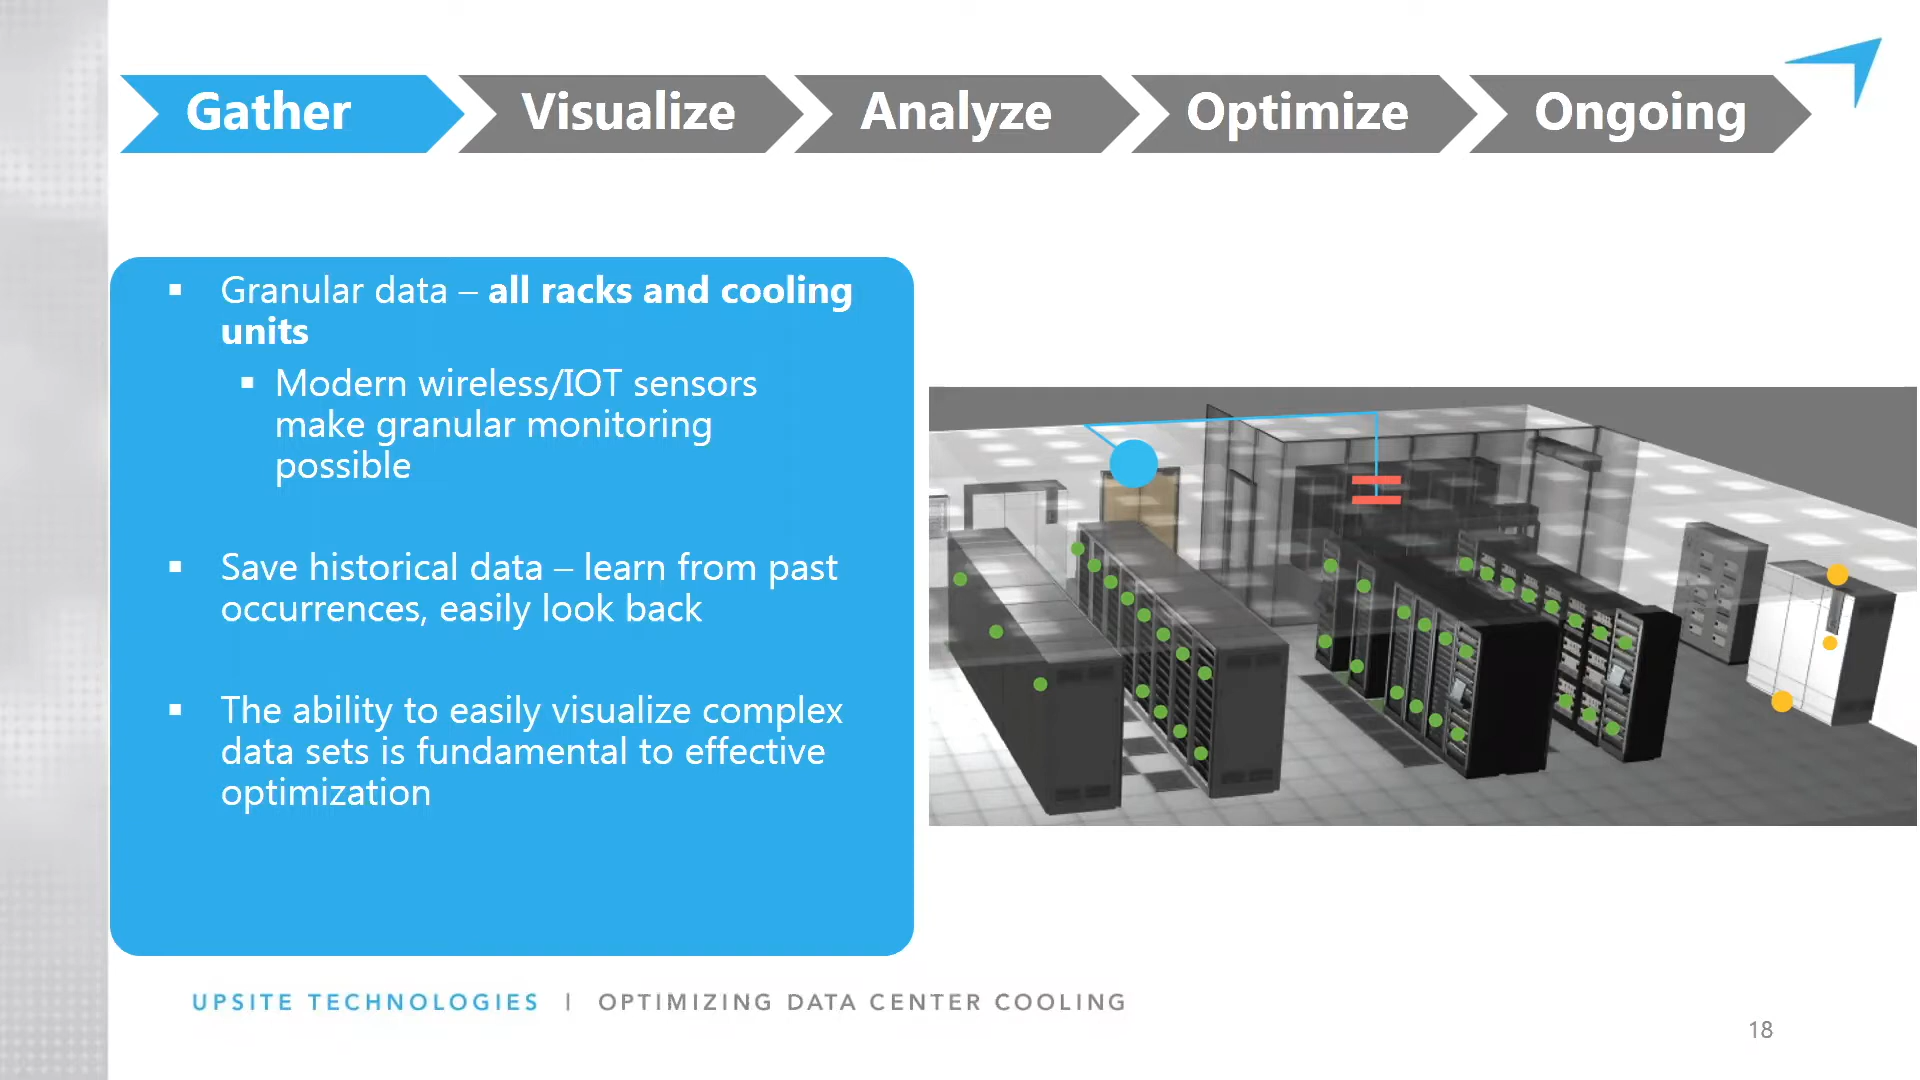 Gather
Visualize
Analyze
Optimize
Ongoing
▪ Granular data – all racks and cooling
units
▪ Modern wireless/IOT sensors
make granular monitoring
possible
▪ Save historical data – learn from past
occurrences, easily look back
▪ The ability to easily visualize complex
data sets is fundamental to effective
optimization
UPSITE TECHNOLOGIES | OPTIMIZING DATA CENTER COOLING
18